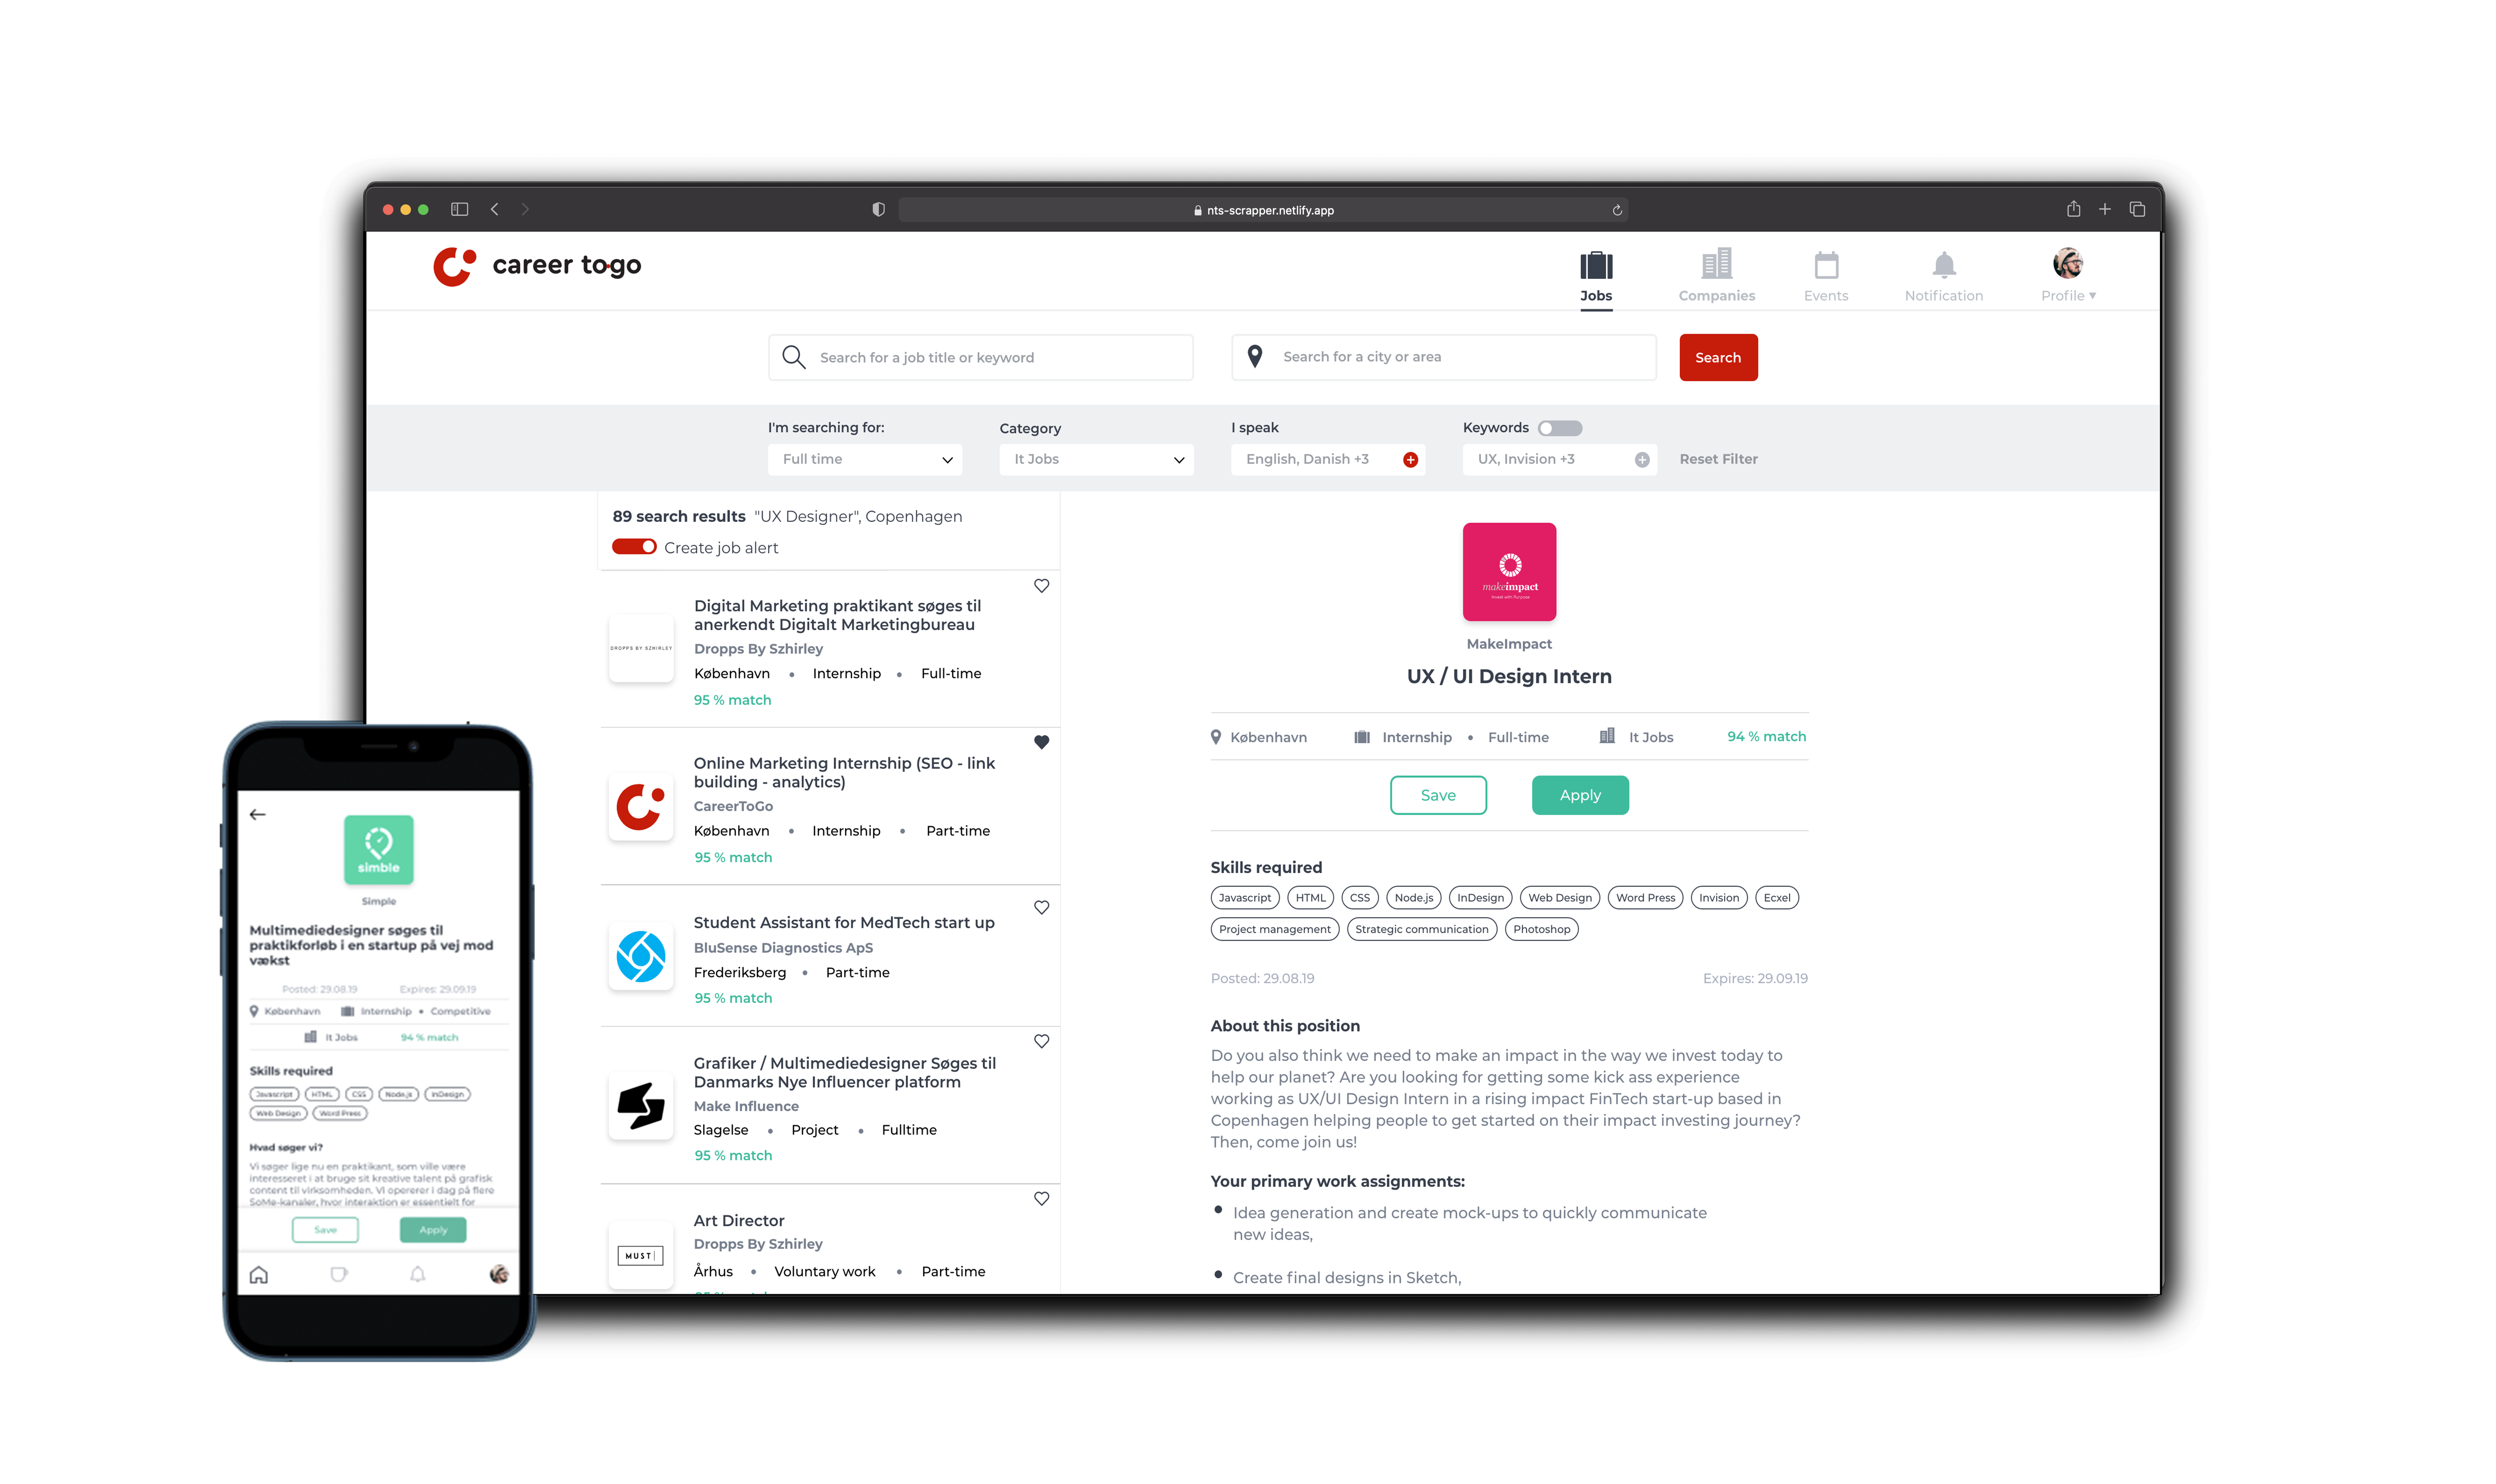 nts-scrapper.netlify.app
career to-go
Jobs
Companies
Events
Notification
Profile ▾
Search for a job title or keyword
Search for a city or area
Search
I'm searching for:
Category
I speak
Keywords
Full time
It Jobs
English, Danish +3
UX, Invision +3
Reset Filter
89 search results "UX Designer", Copenhagen
Create job alert
DROPPS BY SZHIRLEY
Digital Marketing praktikant søges til
anerkendt Digitalt Marketingbureau
Dropps By Szhirley
København • Internship • Full-time
95 % match
Online Marketing Internship (SEO - link
building - analytics)
CareerToGo
København • Internship • Part-time
95 % match
Student Assistant for MedTech start up
BluSense Diagnostics ApS
Frederiksberg • Part-time
95 % match
Grafiker / Multimediedesigner Søges til
Danmarks Nye Influencer platform
Make Influence
Slagelse • Project • Fulltime
95 % match
MUST|
Art Director
Dropps By Szhirley
Århus • Voluntary work • Part-time
makeimpact
Invest with Purpose
MakeImpact
UX / UI Design Intern
København
Internship • Full-time
It Jobs
94 % match
Save
Apply
Skills required
Javascript HTML CSS Node.js InDesign Web Design Word Press Invision Ecxel
Project management Strategic communication Photoshop
Posted: 29.08.19
Expires: 29.09.19
About this position
Do you also think we need to make an impact in the way we invest today to
help our planet? Are you looking for getting some kick ass experience
working as UX/UI Design Intern in a rising impact FinTech start-up based in
Copenhagen helping people to get started on their impact investing journey?
Then, come join us!
Your primary work assignments:
• Idea generation and create mock-ups to quickly communicate
new ideas,
• Create final designs in Sketch,
simble
Simple
Multimediedesigner søges til
praktikforløb i en startup på vej mod
vækst
Posted: 29.08.19
Expires: 29.09.19
København
Internship • Competitive
It Jobs
94 % match
Skills required
Javascript HTML CSS Node.js InDesign
Web Design Word Press
Hvad søger vi?
Vi søger lige nu en praktikant, som ville være
interesseret i at bruge sit kreative talent på grafisk
content til virksomheden. Vi opererer i dag på flere
SoMe-kanaler, hvor interaktion er essentielt for
Save
Apply